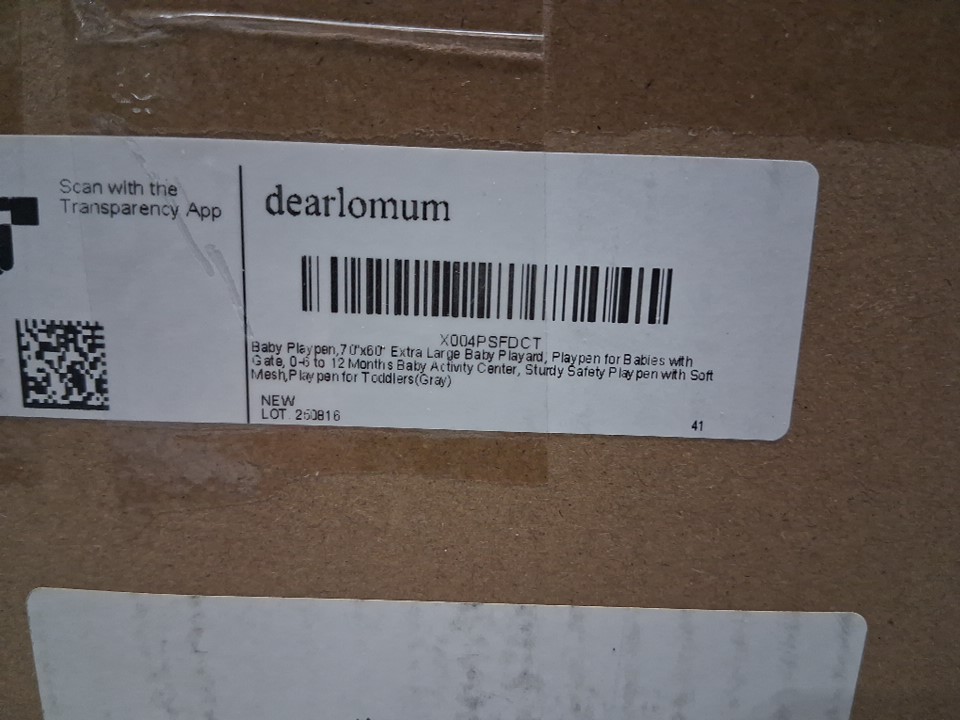 Scan with the
Transparency App
dearlomum
X004PSFDCT
Baby Playpen,70"x60" Extra Large Baby Playard, Playpen for Babies with
Gate, 0-6 to 12 Months Baby Activity Center, Sturdy Safety Playpen with Soft
Mesh,Playpen for Toddlers(Gray)
NEW
LOT. 250816
41